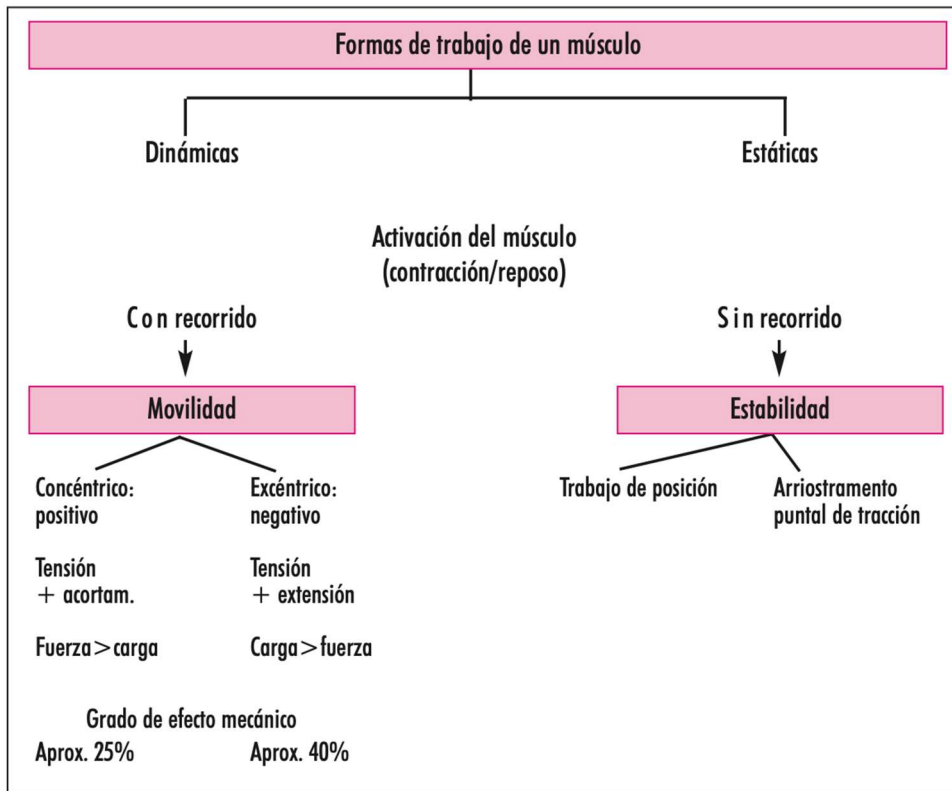 Formas de trabajo de un músculo
Dinámicas
Estáticas
Activación del músculo
(contracción/reposo)
Con recorrido
Sin recorrido
Movilidad
Estabilidad
Concéntrico:
positivo
Excéntrico:
negativo
Trabajo de posición
Arriostramento
puntal de tracción
Tensión
+ acortam.
Tensión
+ extensión
Fuerza>carga
Carga>fuerza
Grado de efecto mecánico
Aprox. 25%
Aprox. 40%